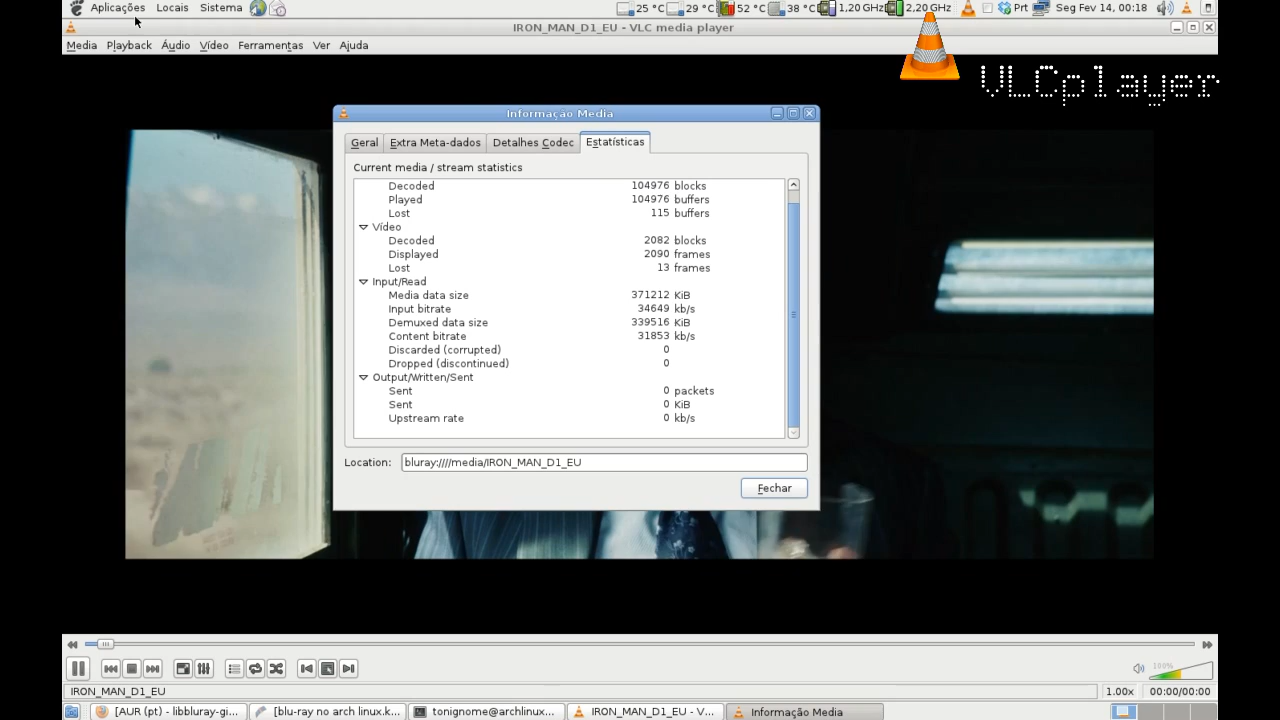 Aplicações Locais Sistema 25 °C 29 °C 52 °C 38 °C 1,20 GHz 2,20 GHz Prt Seg Fev 14, 00:18
IRON_MAN_D1_EU - VLC media player
Media Playback Áudio Vídeo Ferramentas Ver Ajuda
VLCplayer
Informação Media
Geral Extra Meta-dados Detalhes Codec Estatísticas
Current media / stream statistics
Decoded 104976 blocks
Played 104976 buffers
Lost 115 buffers
Vídeo
Decoded 2082 blocks
Displayed 2090 frames
Lost 13 frames
Input/Read
Media data size 371212 KiB
Input bitrate 34649 kb/s
Demuxed data size 339516 KiB
Content bitrate 31853 kb/s
Discarded (corrupted) 0
Dropped (discontinued) 0
Output/Written/Sent
Sent 0 packets
Sent 0 KiB
Upstream rate 0 kb/s
Location: bluray:////media/IRON_MAN_D1_EU
Fechar
100%
IRON_MAN_D1_EU 1.00x 00:00/00:00
[AUR (pt) - libbluray-gi... [blu-ray no arch linux.k... tonignome@archlinux... IRON_MAN_D1_EU - V... Informação Media